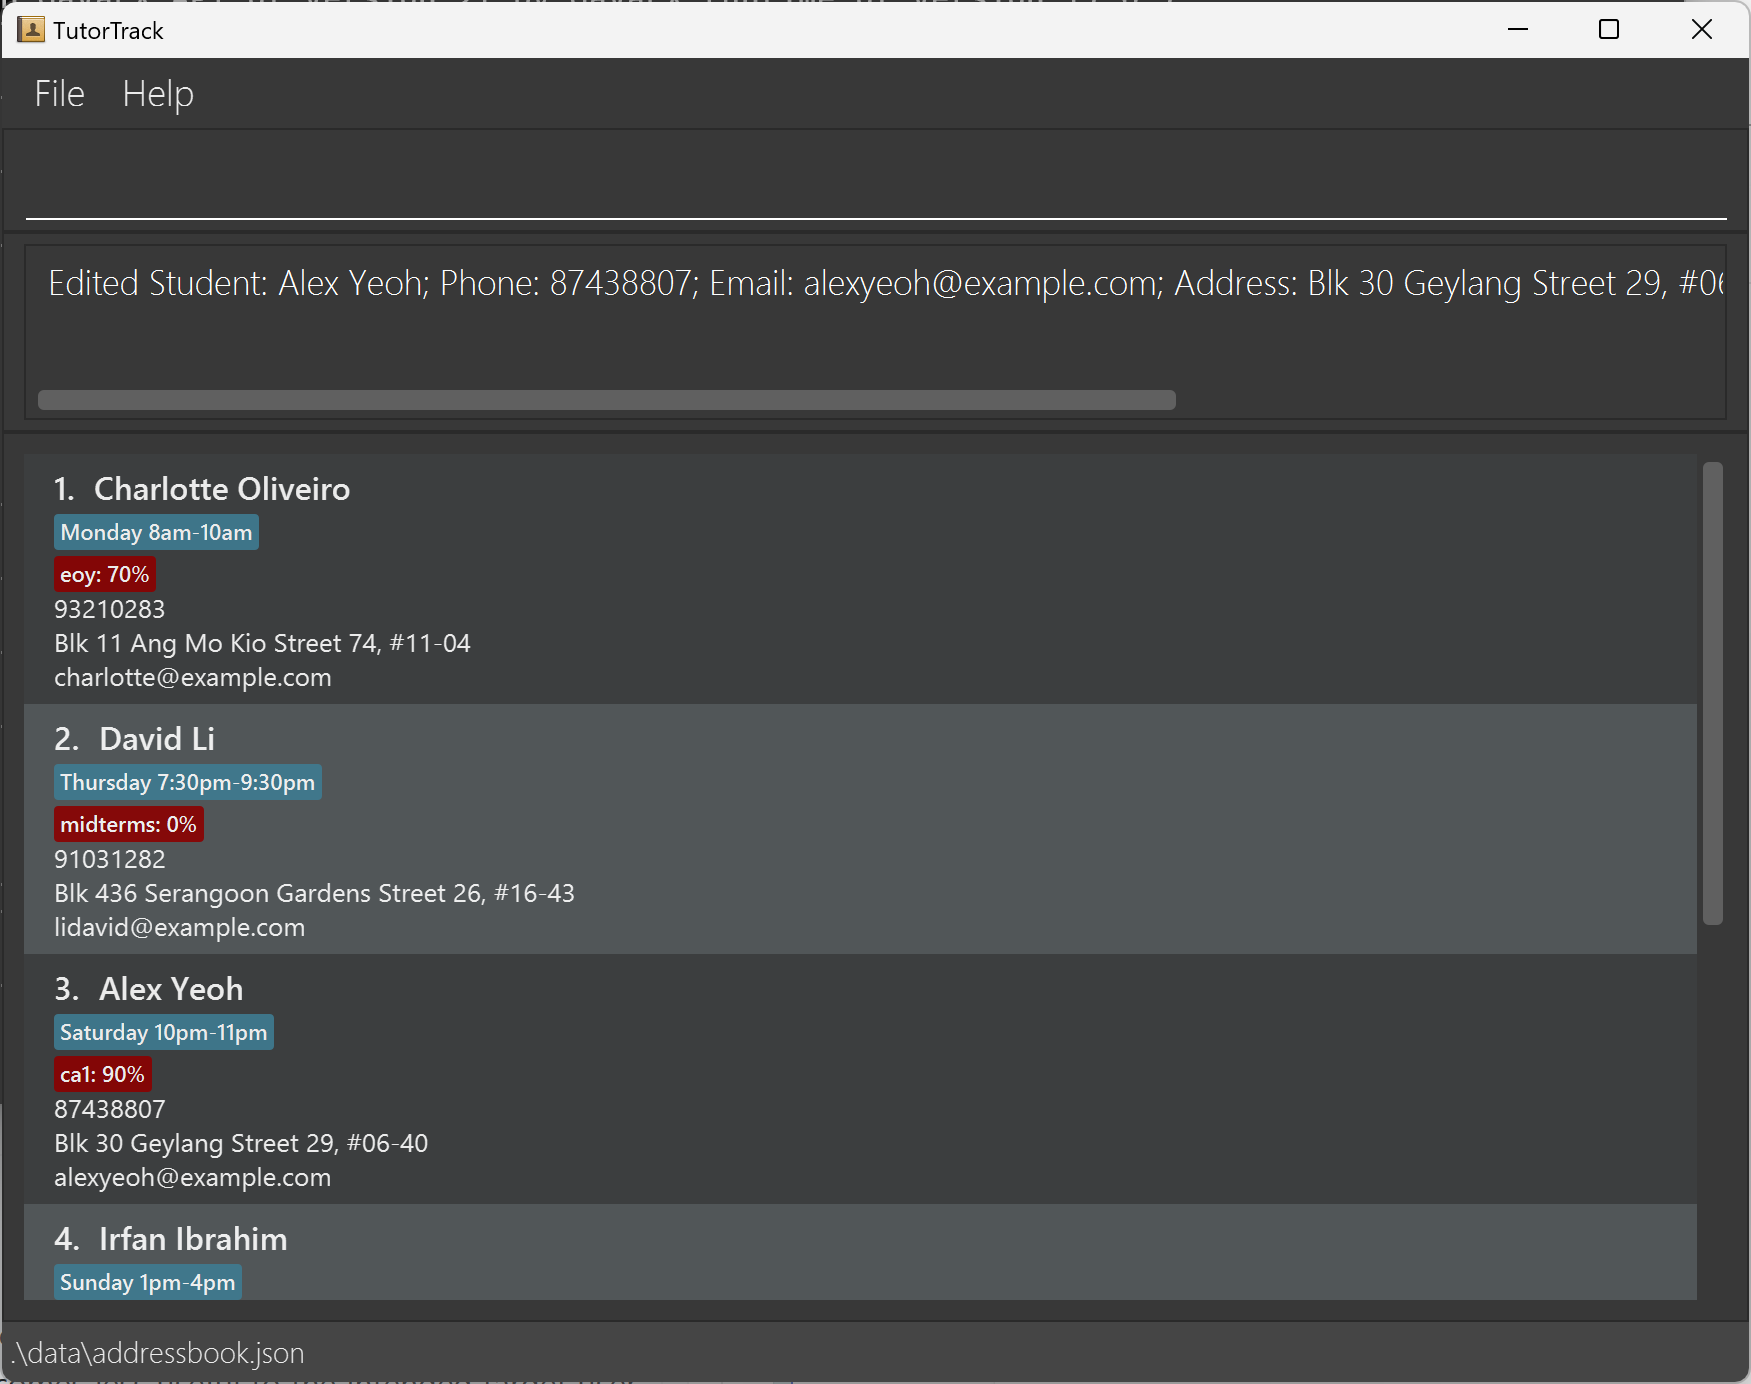 TutorTrack
File Help
Edited Student: Alex Yeoh; Phone: 87438807; Email: alexyeoh@example.com; Address: Blk 30 Geylang Street 29, #06
1. Charlotte Oliveiro
Monday 8am-10am
eoy: 70%
93210283
Blk 11 Ang Mo Kio Street 74, #11-04
charlotte@example.com
2. David Li
Thursday 7:30pm-9:30pm
midterms: 0%
91031282
Blk 436 Serangoon Gardens Street 26, #16-43
lidavid@example.com
3. Alex Yeoh
Saturday 10pm-11pm
ca1: 90%
87438807
Blk 30 Geylang Street 29, #06-40
alexyeoh@example.com
4. Irfan Ibrahim
Sunday 1pm-4pm
.\data\addressbook.json